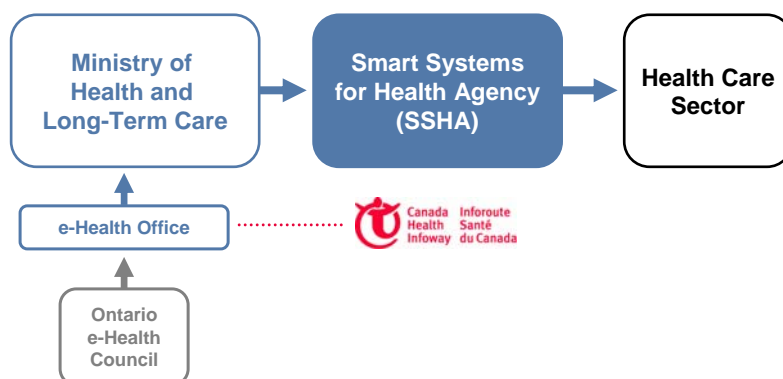 Ministry of
Health and
Long-Term Care
Smart Systems
for Health Agency
(SSHA)
Health Care
Sector
e-Health Office
Canada
Health
Infoway
Inforoute
Santé
du Canada
Ontario
e-Health
Council